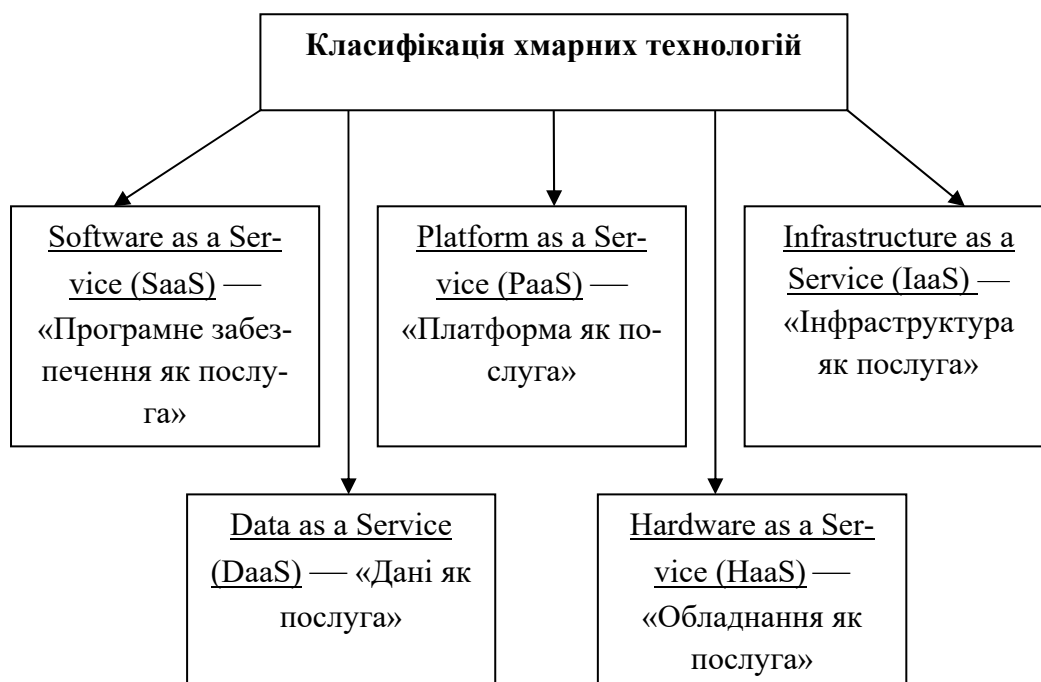 Класифікація хмарних технологій
Software as a Ser-
vice (SaaS) —
«Програмне забез-
печення як послу-
га»
Platform as a Ser-
vice (PaaS) —
«Платформа як по-
слуга»
Infrastructure as a
Service (IaaS) —
«Інфраструктура
як послуга»
Data as a Service
(DaaS) — «Дані як
послуга»
Hardware as a Ser-
vice (HaaS) —
«Обладнання як
послуга»